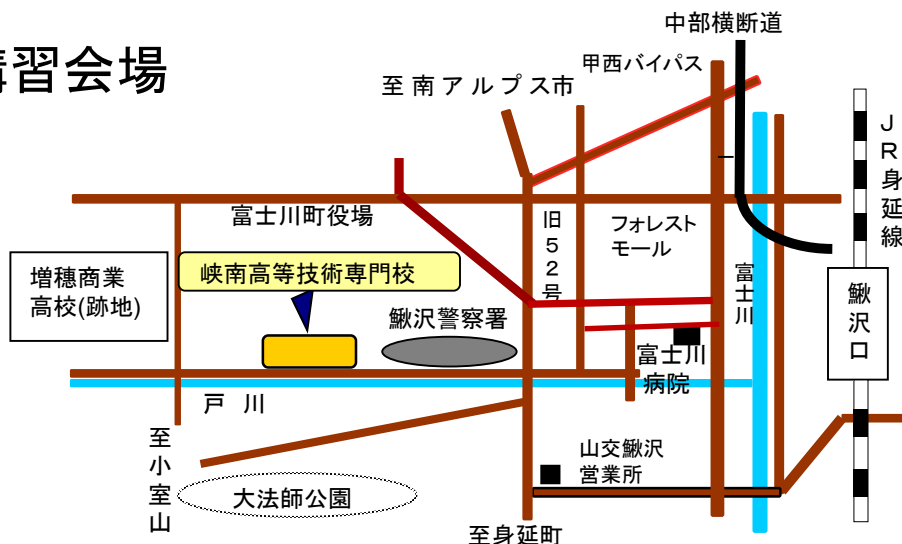 講習会場
中部横断道
甲西バイパス
至 南 ア ル プ ス 市
JR身延線
富士川町役場
旧52号
フォレスト
モール
富士川
増穂商業
高校(跡地)
峡南高等技術専門校
鰍沢警察署
鰍沢口
富士川
病院
戸 川
至小室山
大法師公園
山交鰍沢
営業所
至身延町